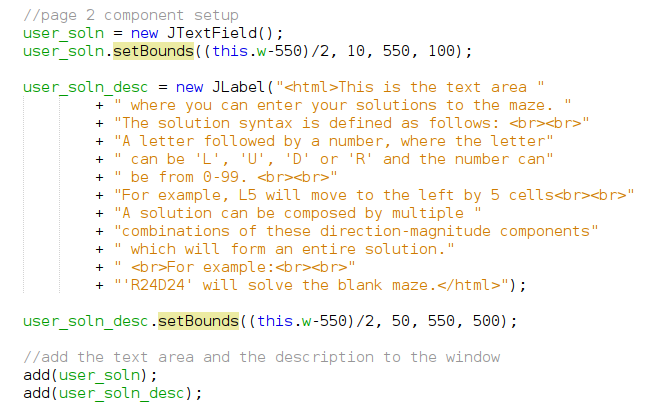 //page 2 component setup
user_soln = new JTextField();
user_soln.setBounds((this.w-550)/2, 10, 550, 100);
user_soln_desc = new JLabel("<html>This is the text area "
+ " where you can enter your solutions to the maze. "
+ "The solution syntax is defined as follows: <br><br>"
+ "A letter followed by a number, where the letter"
+ " can be 'L', 'U', 'D' or 'R' and the number can"
+ " be from 0-99. <br><br>"
+ "For example, L5 will move to the left by 5 cells<br><br>"
+ "A solution can be composed by multiple "
+ "combinations of these direction-magnitude components"
+ " which will form an entire solution."
+ " <br>For example:<br><br>"
+ "'R24D24' will solve the blank maze.</html>");
user_soln_desc.setBounds((this.w-550)/2, 50, 550, 500);
//add the text area and the description to the window
add(user_soln);
add(user_soln_desc);